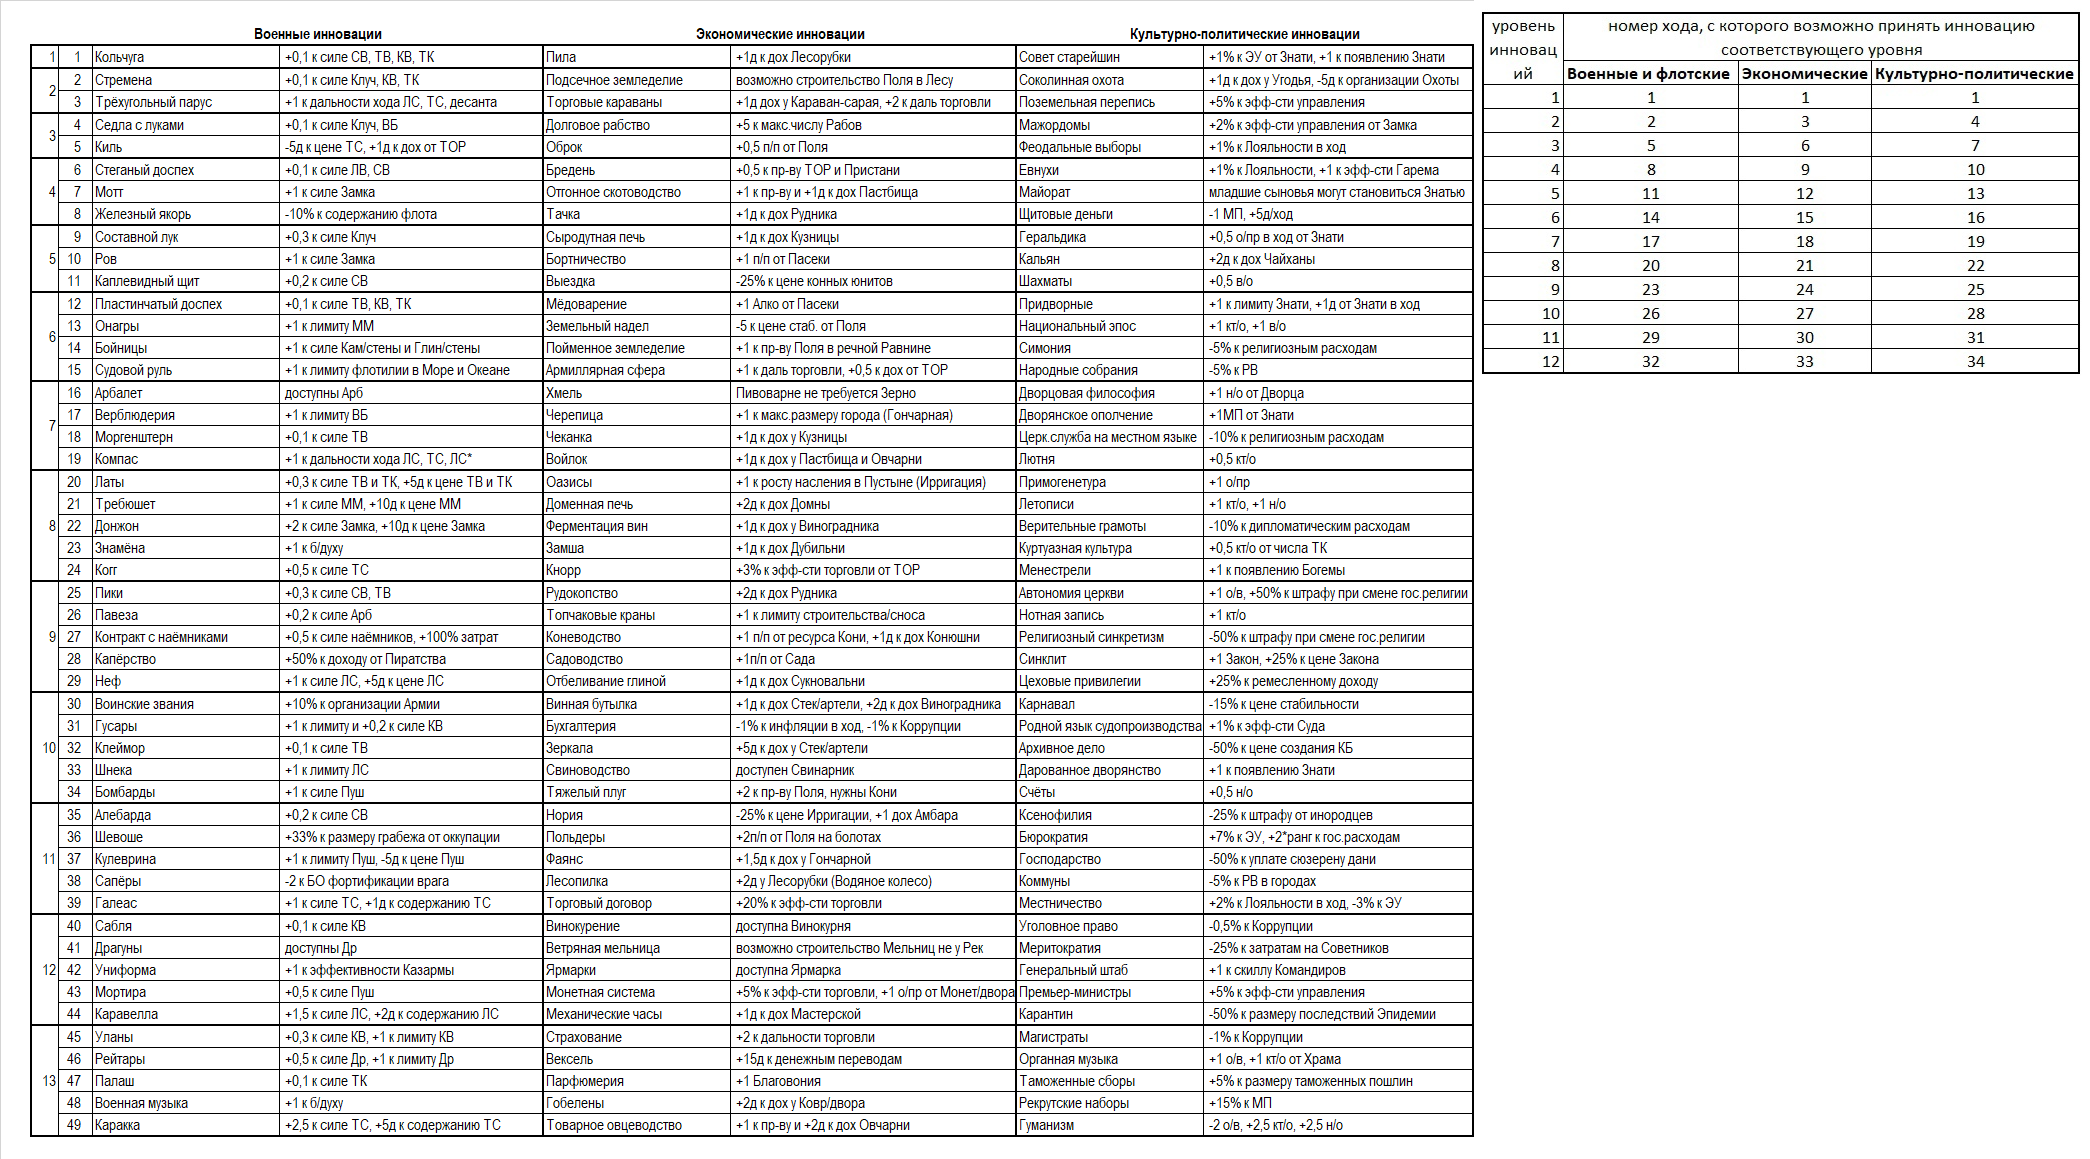 Военные инновации Экономические инновации Культурно-политические инновации
1 1 Кольчуга +0,1 к силе СВ, ТВ, КВ, ТК Пила +1д к дох Лесорубки Совет старейшин +1% к ЭУ от Знати, +1 к появлению Знати
2 2 Стремена +0,1 к силе Клуч, КВ, ТК Подсечное земледелие возможно строительство Поля в Лесу Соколинная охота +1д к дох у Угодья, -5д к организации Охоты
3 Трёхугольный парус +1 к дальности хода ЛС, ТС, десанта Торговые караваны +1д дох у Караван-сарая, +2 к даль торговли Поземельная перепись +5% к эфф-сти управления
3 4 Седла с луками +0,1 к силе Клуч, ВБ Долговое рабство +5 к макс.числу Рабов Мажордомы +2% к эфф-сти управления от Замка
5 Киль -5д к цене ТС, +1д к дох от ТОР Оброк +0,5 п/п от Поля Феодальные выборы +1% к Лояльности в ход
4 6 Стеганый доспех +0,1 к силе ЛВ, СВ Бредень +0,5 к пр-ву ТОР и Пристани Евнухи +1% к Лояльности, +1 к эфф-сти Гарема
7 Мотт +1 к силе Замка Отгонное скотоводство +1 к пр-ву и +1д к дох Пастбища Майорат младшие сыновья могут становиться Знатью
8 Железный якорь -10% к содержанию флота Тачка +1д к дох Рудника Щитовые деньги -1 МП, +5д/ход
5 9 Составной лук +0,3 к силе Клуч Сыродутная печь +1д к дох Кузницы Геральдика +0,5 о/пр в ход от Знати
10 Ров +1 к силе Замка Бортничество +1 п/п от Пасеки Кальян +2д к дох Чайханы
11 Каплевидный щит +0,2 к силе СВ Выездка -25% к цене конных юнитов Шахматы +0,5 в/о
6 12 Пластинчатый доспех +0,1 к силе ТВ, КВ, ТК Мёдоварение +1 Алко от Пасеки Придворные +1 к лимиту Знати, +1д от Знати в ход
13 Онагры +1 к лимиту ММ Земельный надел -5 к цене стаб. от Поля Национальный эпос +1 кт/о, +1 в/о
14 Бойницы +1 к силе Кам/стены и Глин/стены Пойменное земледелие +1 к пр-ву Поля в речной Равнине Симония -5% к религиозным расходам
15 Судовой руль +1 к лимиту флотилии в Море и Океане Армиллярная сфера +1 к даль торговли, +0,5 к дох от ТОР Народные собрания -5% к РВ
7 16 Арбалет доступны Арб Хмель Пивоварне не требуется Зерно Дворцовая философия +1 н/о от Дворца
17 Верблюдерия +1 к лимиту ВБ Черепица +1 к макс.размеру города (Гончарная) Дворянское ополчение +1МП от Знати
18 Моргенштерн +0,1 к силе ТВ Чеканка +1д к дох у Кузницы Церк.служба на местном языке -10% к религиозным расходам
19 Компас +1 к дальности хода ЛС, ТС, ЛС* Войлок +1д к дох у Пастбища и Овчарни Лютня +0,5 кт/о
8 20 Латы +0,3 к силе ТВ и ТК, +5д к цене ТВ и ТК Оазисы +1 к росту насления в Пустыне (Ирригация) Примогенетура +1 о/пр
21 Требюшет +1 к силе ММ, +10д к цене ММ Доменная печь +2д к дох Домны Летописи +1 кт/о, +1 н/о
22 Донжон +2 к силе Замка, +10д к цене Замка Ферментация вин +1д к дох у Виноградника Верительные грамоты -10% к дипломатическим расходам
23 Знамёна +1 к б/духу Замша +1д к дох Дубильни Куртуазная культура +0,5 кт/о от числа ТК
24 Когг +0,5 к силе ТС Кнорр +3% к эфф-сти торговли от ТОР Менестрели +1 к появлению Богемы
9 25 Пики +0,3 к силе СВ, ТВ Рудокопство +2д к дох Рудника Автономия церкви +1 о/в, +50% к штрафу при смене гос.религии
26 Павеза +0,2 к силе Арб Топчаковые краны +1 к лимиту строительства/сноса Нотная запись +1 кт/о
27 Контракт с наёмниками +0,5 к силе наёмников, +100% затрат Коневодство +1 п/п от ресурса Кони, +1д к дох Конюшни Религиозный синкретизм -50% к штрафу при смене гос.религии
28 Капёрство +50% к доходу от Пиратства Садоводство +1п/п от Сада Синклит +1 Закон, +25% к цене Закона
29 Неф +1 к силе ЛС, +5д к цене ЛС Отбеливание глиной +1д к дох Сукновальни Цеховые привилегии +25% к ремесленному доходу
10 30 Воинские звания +10% к организации Армии Винная бутылка +1д к дох Стек/артели, +2д к дох Виноградника Карнавал -15% к цене стабильности
31 Гусары +1 к лимиту и +0,2 к силе КВ Бухгалтерия -1% к инфляции в ход, -1% к Коррупции Родной язык судопроизводства +1% к эфф-сти Суда
32 Клеймор +0,1 к силе ТВ Зеркала +5д к дох у Стек/артели Архивное дело -50% к цене создания КБ
33 Шнека +1 к лимиту ЛС Свиноводство доступен Свинарник Дарованное дворянство +1 к появлению Знати
34 Бомбарды +1 к силе Пуш Тяжелый плуг +2 к пр-ву Поля, нужны Кони Счёты +0,5 н/о
11 35 Алебарда +0,2 к силе СВ Нория -25% к цене Ирригации, +1 дох Амбара Ксенофилия -25% к штрафу от инородцев
36 Шевоше +33% к размеру грабежа от оккупации Польдеры +2п/п от Поля на болотах Бюрократия +7% к ЭУ, +2*ранг к гос.расходам
37 Кулеврина +1 к лимиту Пуш, -5д к цене Пуш Фаянс +1,5д к дох у Гончарной Господарство -50% к уплате сюзерену дани
38 Сапёры -2 к БО фортификации врага Лесопилка +2д у Лесорубки (Водяное колесо) Коммуны -5% к РВ в городах
39 Галеас +1 к силе ТС, +1д к содержанию ТС Торговый договор +20% к эфф-сти торговли Местничество +2% к Лояльности в ход, -3% к ЭУ
12 40 Сабля +0,1 к силе КВ Винокурение доступна Винокурня Уголовное право -0,5% к Коррупции
41 Драгуны доступны Др Ветряная мельница возможно строительство Мельниц не у Рек Меритократия -25% к затратам на Советников
42 Униформа +1 к эффективности Казармы Ярмарки доступна Ярмарка Генеральный штаб +1 к скиллу Командиров
43 Мортира +0,5 к силе Пуш Монетная система +5% к эфф-сти торговли, +1 о/пр от Монет/двора Премьер-министры +5% к эфф-сти управления
44 Каравелла +1,5 к силе ЛС, +2д к содержанию ЛС Механические часы +1д к дох Мастерской Карантин -50% к размеру последствий Эпидемии
13 45 Уланы +0,3 к силе КВ, +1 к лимиту КВ Страхование +2 к дальности торговли Магистраты -1% к Коррупции
46 Рейтары +0,5 к силе Др, +1 к лимиту Др Вексель +15д к денежным переводам Органная музыка +1 о/в, +1 кт/о от Храма
47 Палаш +0,1 к силе ТК Парфюмерия +1 Благовония Таможенные сборы +5% к размеру таможенных пошлин
48 Военная музыка +1 к б/духу Гобелены +2д к дох у Ковр/двора Рекрутские наборы +15% к МП
49 Каракка +2,5 к силе ТС, +5д к содержанию ТС Товарное овцеводство +1 к пр-ву и +2д к дох Овчарни Гуманизм -2 о/в, +2,5 кт/о, +2,5 н/о
уровень номер хода, с которого возможно принять инновацию
инновац соответствующего уровня
ий Военные и флотские Экономические Культурно-политические
1 1 1 1
2 2 3 4
3 5 6 7
4 8 9 10
5 11 12 13
6 14 15 16
7 17 18 19
8 20 21 22
9 23 24 25
10 26 27 28
11 29 30 31
12 32 33 34